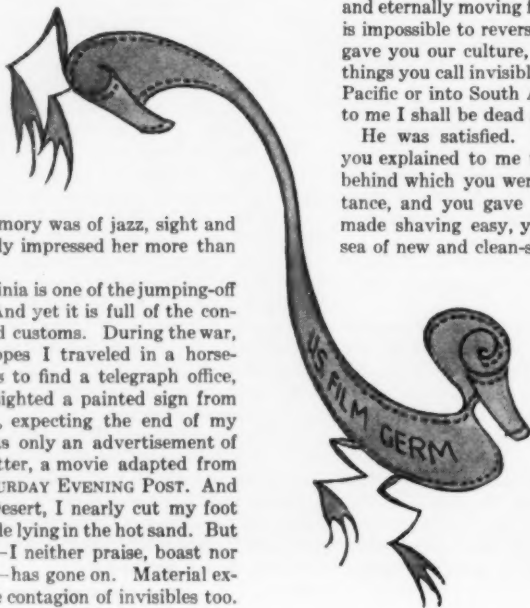 mory was of jazz, sight and
ly impressed her more than
inia is one of the jumping-off
And yet it is full of the con-
d customs. During the war,
opes I traveled in a horse-
s to find a telegraph office,
sighted a painted sign from
, expecting the end of my
as only an advertisement of
tter, a movie adapted from
URDAY EVENING POST. And
esert, I nearly cut my foot
le lying in the hot sand. But
—I neither praise, boast nor
—has gone on. Material ex-
e contagion of invisibles too.
U.S. FILM GERM
and eternally moving f
is impossible to revers
gave you our culture,
things you call invisibl
Pacific or into South A
to me I shall be dead
He was satisfied.
you explained to me
behind which you wer
tance, and you gave
made shaving easy, y
sea of new and clean-s